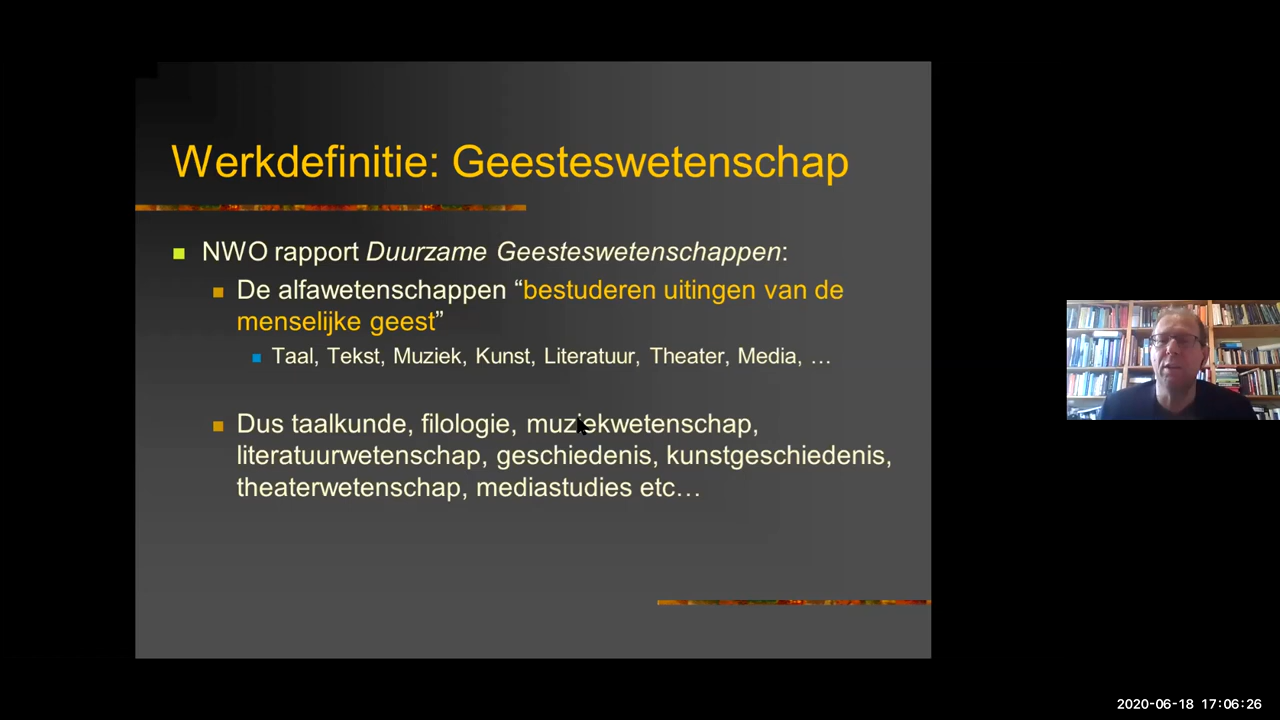 Werkdefinitie: Geesteswetenschap
NWO rapport Duurzame Geesteswetenschappen:
De alfawetenschappen “bestuderen uitingen van de
menselijke geest”
Taal, Tekst, Muziek, Kunst, Literatuur, Theater, Media, …
Dus taalkunde, filologie, muziekwetenschap,
literatuurwetenschap, geschiedenis, kunstgeschiedenis,
theaterwetenschap, mediastudies etc…
2020-06-18 17:06:26